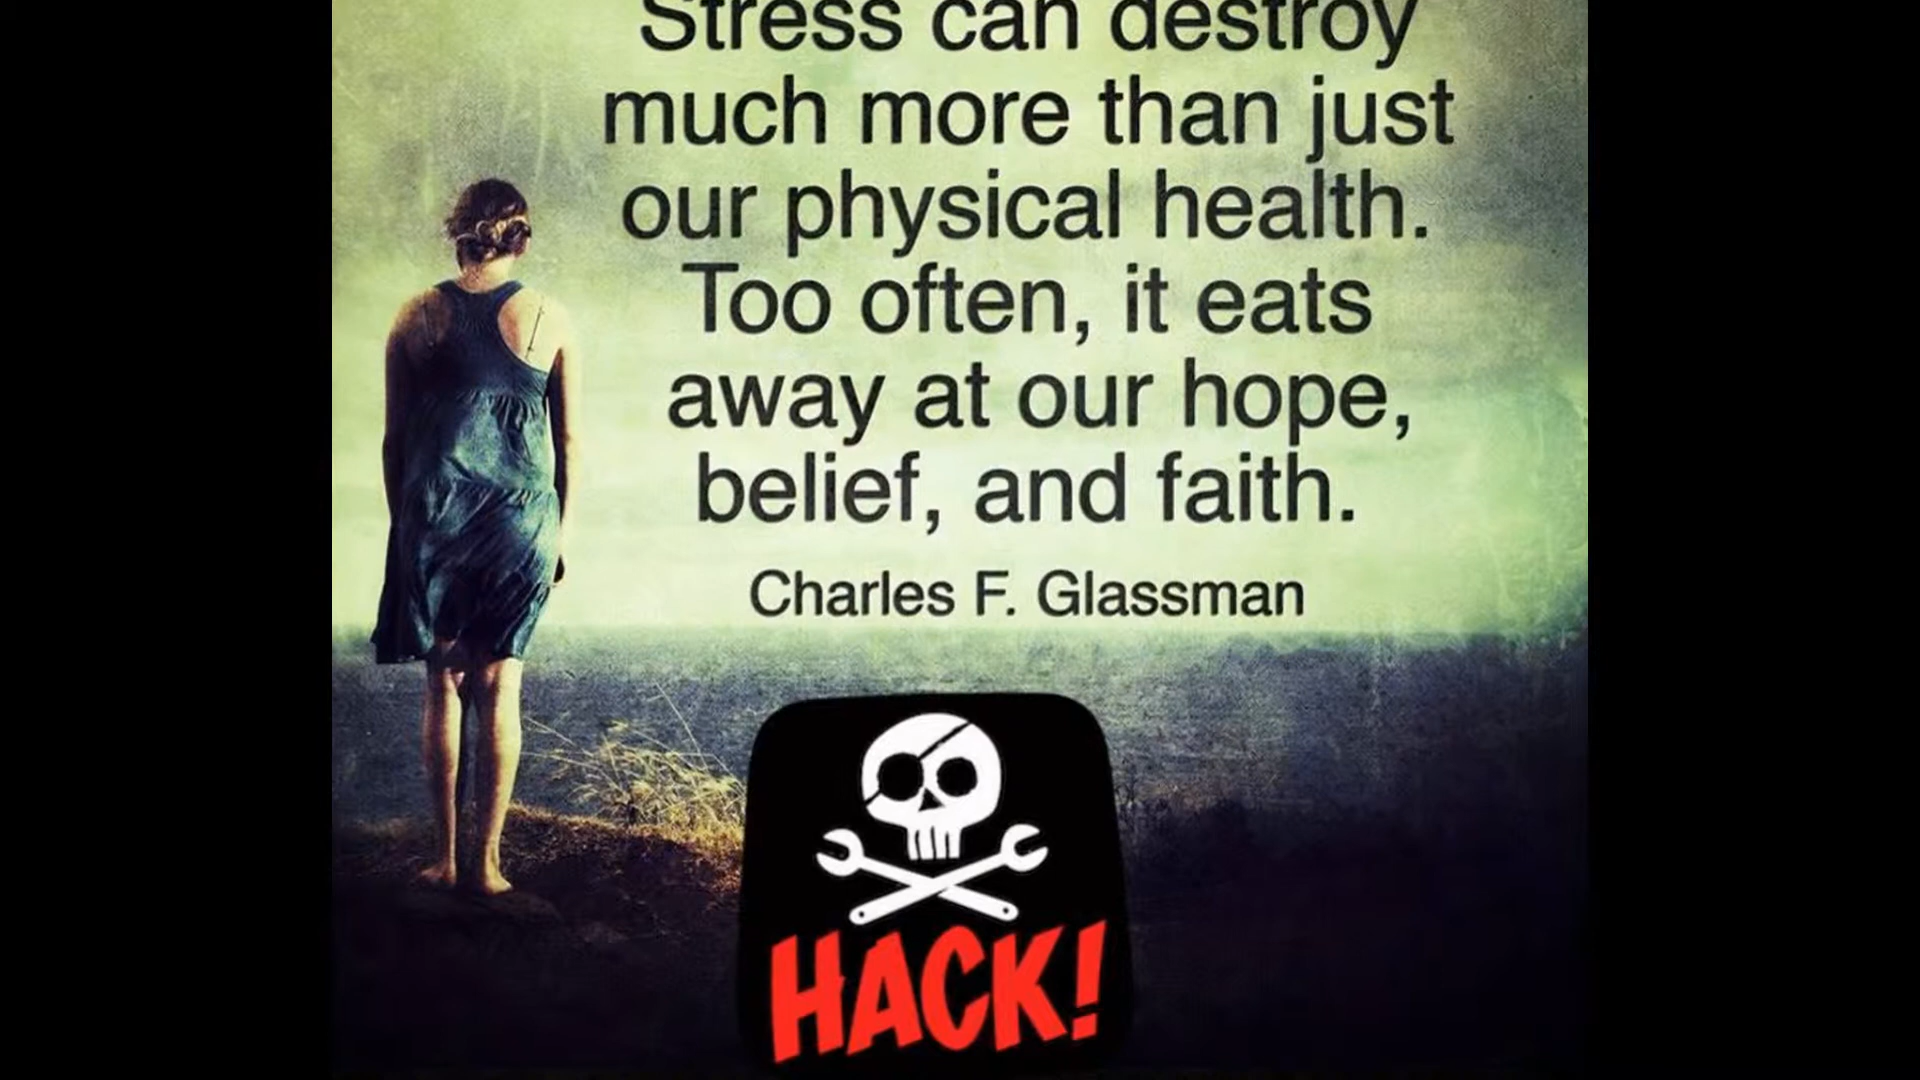 Stress can destroy
much more than just
our physical health.
Too often, it eats
away at our hope,
belief, and faith.
Charles F. Glassman
HACK!